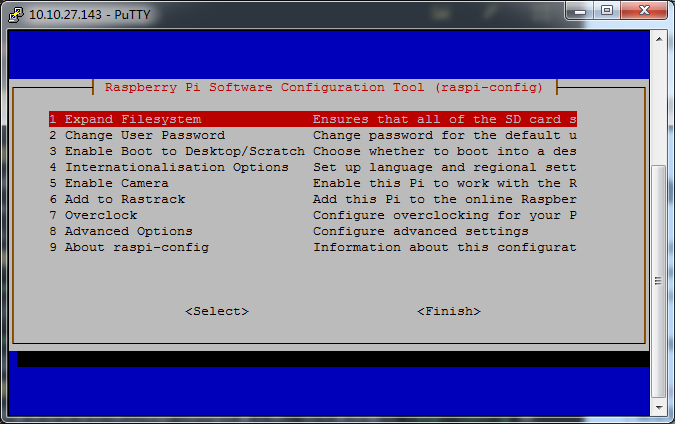 10.10.27.143 - PuTTY
Raspberry Pi Software Configuration Tool (raspi-config)
1 Expand Filesystem Ensures that all of the SD card s
2 Change User Password Change password for the default u
3 Enable Boot to Desktop/Scratch Choose whether to boot into a des
4 Internationalisation Options Set up language and regional sett
5 Enable Camera Enable this Pi to work with the R
6 Add to Rastrack Add this Pi to the online Raspber
7 Overclock Configure overclocking for your P
8 Advanced Options Configure advanced settings
9 About raspi-config Information about this configurat
<Select> <Finish>